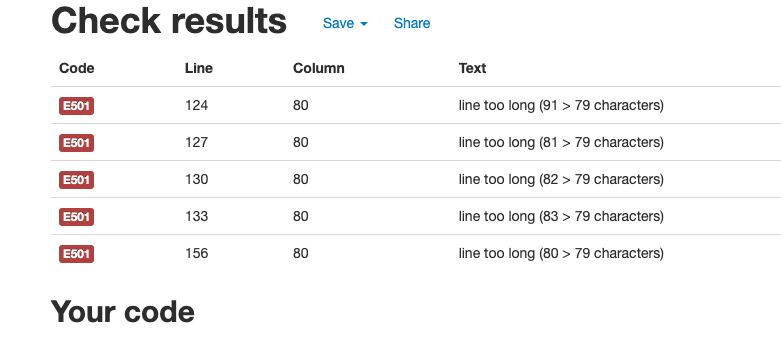 Check results Save Share
Code Line Column Text
E501 124 80 line too long (91 > 79 characters)
E501 127 80 line too long (81 > 79 characters)
E501 130 80 line too long (82 > 79 characters)
E501 133 80 line too long (83 > 79 characters)
E501 156 80 line too long (80 > 79 characters)
Your code